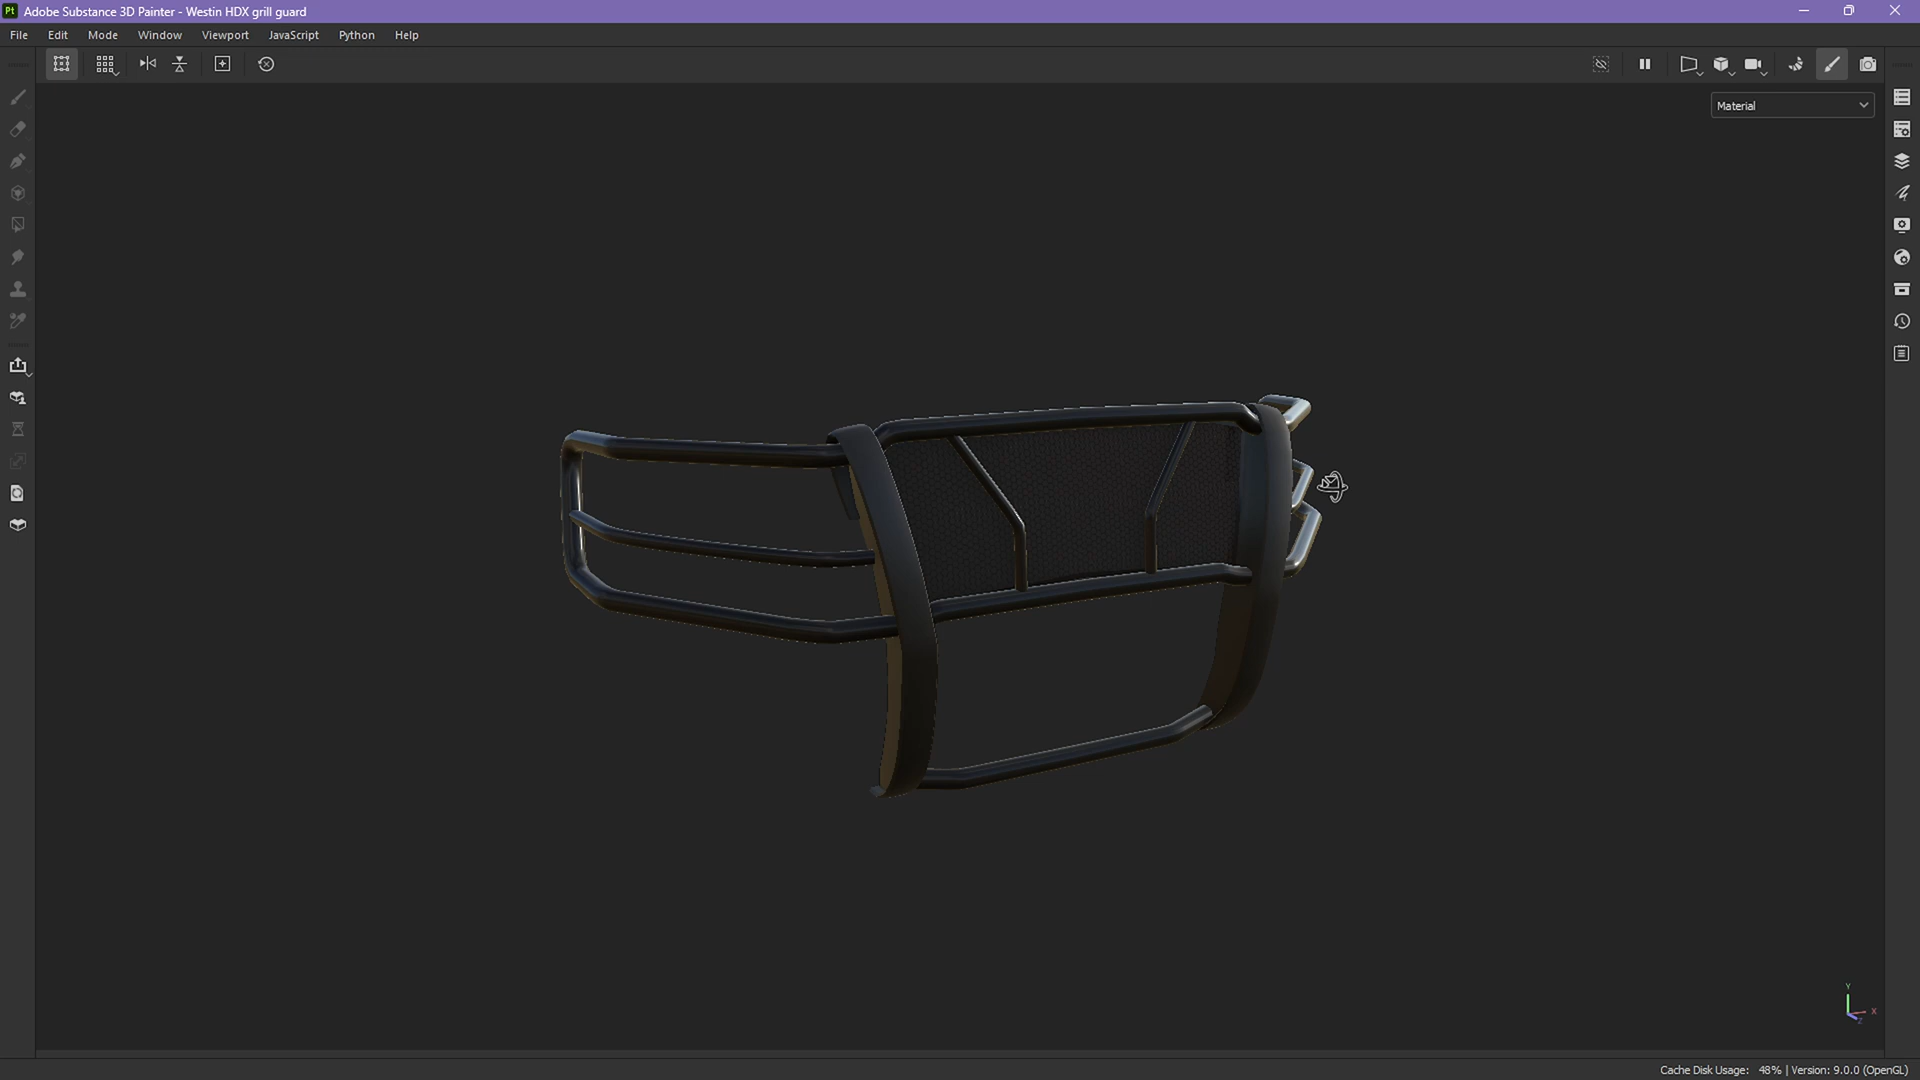 Pt Adobe Substance 3D Painter - Westin HDX grill guard
File Edit Mode Window Viewport JavaScript Python Help
Material
Y
X
Z
Cache Disk Usage: 48% | Version: 9.0.0 (OpenGL)